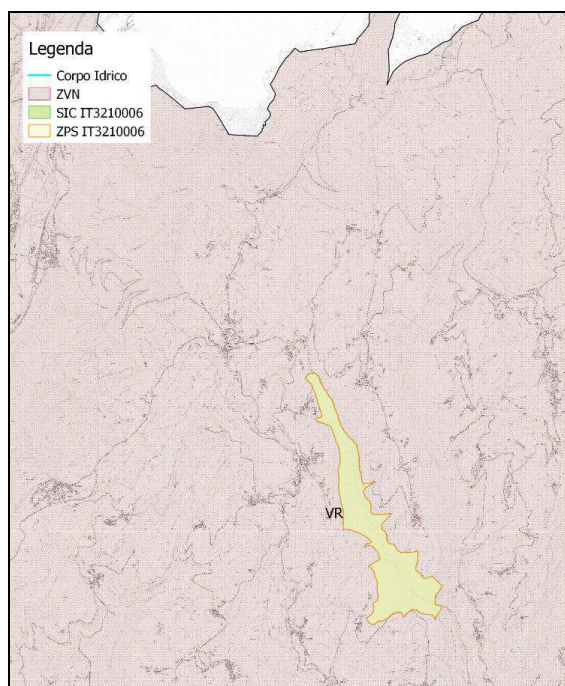 Legenda
Corpo Idrico
ZVN
SIC IT3210006
ZPS IT3210006
VR